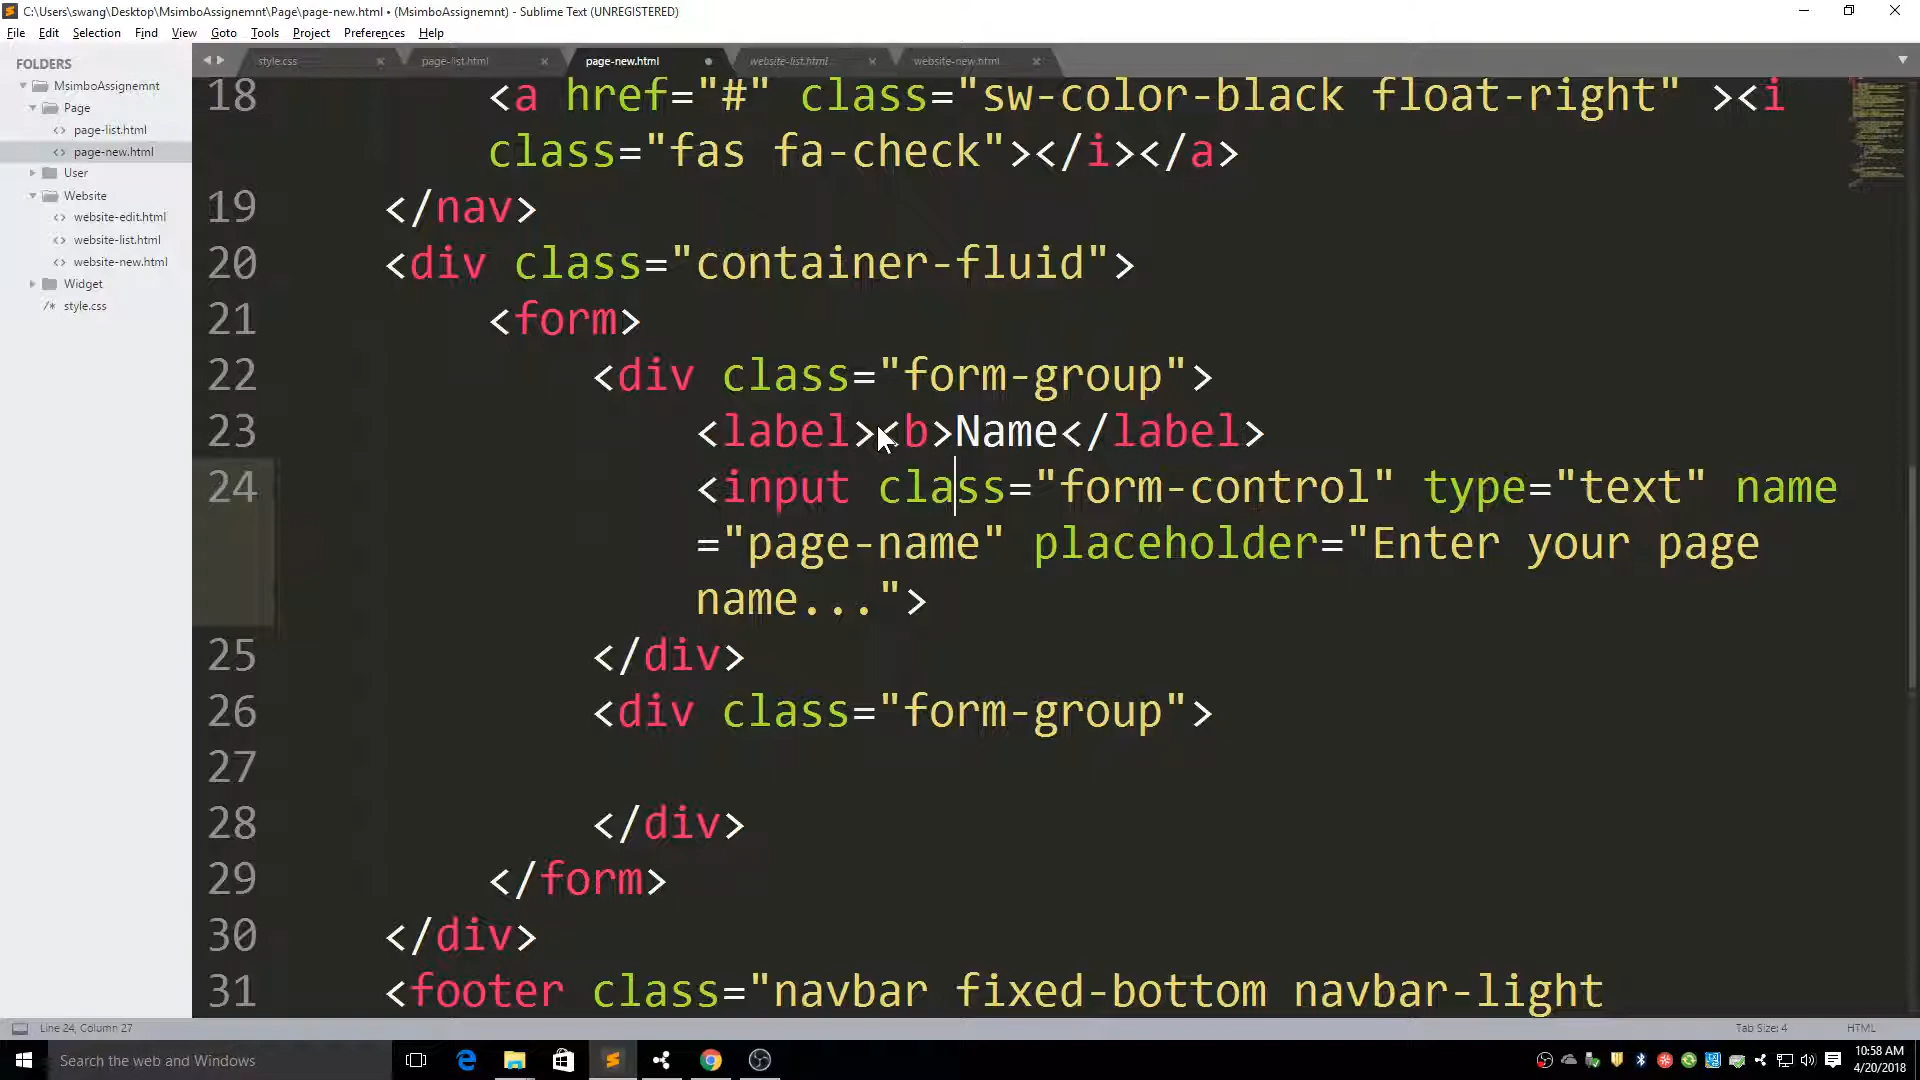 C:\Users\swang\Desktop\MsimboAssignemnt\Page\page-new.html • (MsimboAssignemnt) - Sublime Text (UNREGISTERED)
File Edit Selection Find View Goto Tools Project Preferences Help
FOLDERS
MsimboAssignemnt
Page
page-list.html
page-new.html
User
Website
website-edit.html
website-list.html
website-new.html
Widget
style.css
style.css page-list.html page-new.html website-list.html website-new.html
18 <a href="#" class="sw-color-black float-right" ><i
class="fas fa-check"></i></a>
19 </nav>
20 <div class="container-fluid">
21 <form>
22 <div class="form-group">
23 <label><b>Name</label>
24 <input class="form-control" type="text" name
="page-name" placeholder="Enter your page
name...">
25 </div>
26 <div class="form-group">
27
28 </div>
29 </form>
30 </div>
31 <footer class="navbar fixed-bottom navbar-light
Line 24, Column 27
Tab Size: 4
HTML
Search the web and Windows
10:58 AM
4/20/2018